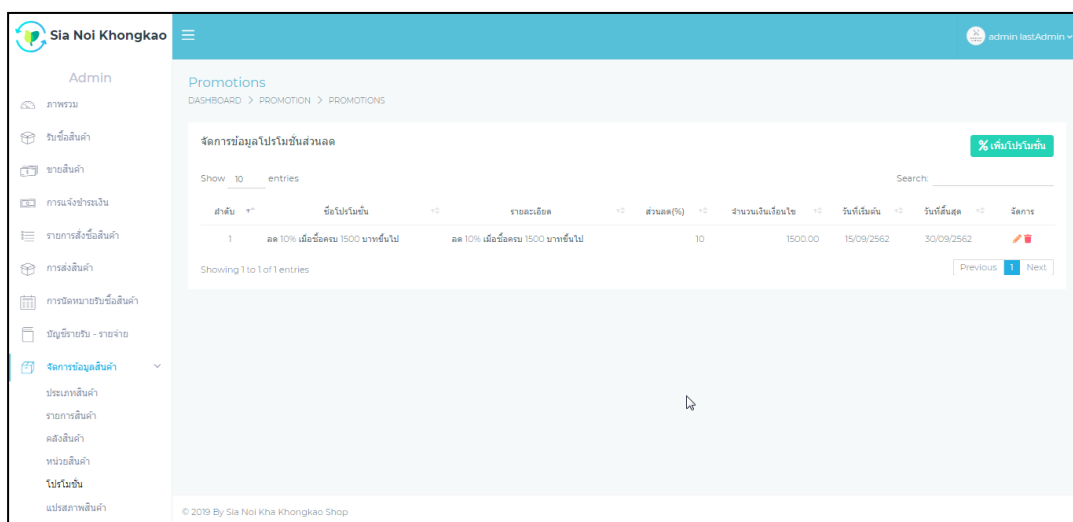 Sia Noi Khongkao
admin lastAdmin
Admin
ภาพรวม
รับซื้อสินค้า
ขายสินค้า
การแจ้งชำระเงิน
รายการสั่งซื้อสินค้า
การส่งสินค้า
การนัดหมายรับซื้อสินค้า
บัญชีรายรับ - รายจ่าย
จัดการข้อมูลสินค้า
ประเภทสินค้า
รายการสินค้า
คลังสินค้า
หน่วยสินค้า
โปรโมชั่น
แปรสภาพสินค้า
Promotions
DASHBOARD > PROMOTION > PROMOTIONS
จัดการข้อมูลโปรโมชั่นส่วนลด
% เพิ่มโปรโมชั่น
Show 10 entries
Search:
ลำดับ ชื่อโปรโมชั่น รายละเอียด ส่วนลด(%) จำนวนเงินเงื่อนไข วันที่เริ่มต้น วันที่สิ้นสุด จัดการ
1 ลด 10% เมื่อซื้อครบ 1500 บาทขึ้นไป ลด 10% เมื่อซื้อครบ 1500 บาทขึ้นไป 10 1500.00 15/09/2562 30/09/2562
Showing 1 to 1 of 1 entries
Previous 1 Next
© 2019 By Sia Noi Kha Khongkao Shop